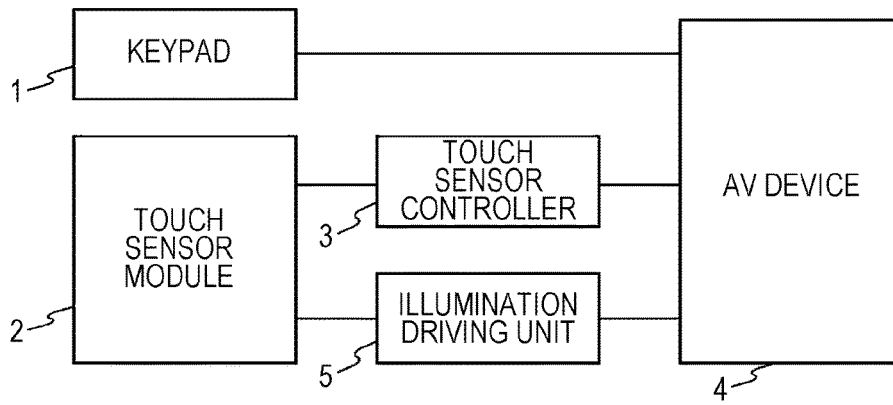 KEYPAD
1
TOUCH
SENSOR
MODULE
2
TOUCH
SENSOR
CONTROLLER
3
ILLUMINATION
DRIVING UNIT
5
AV DEVICE
4